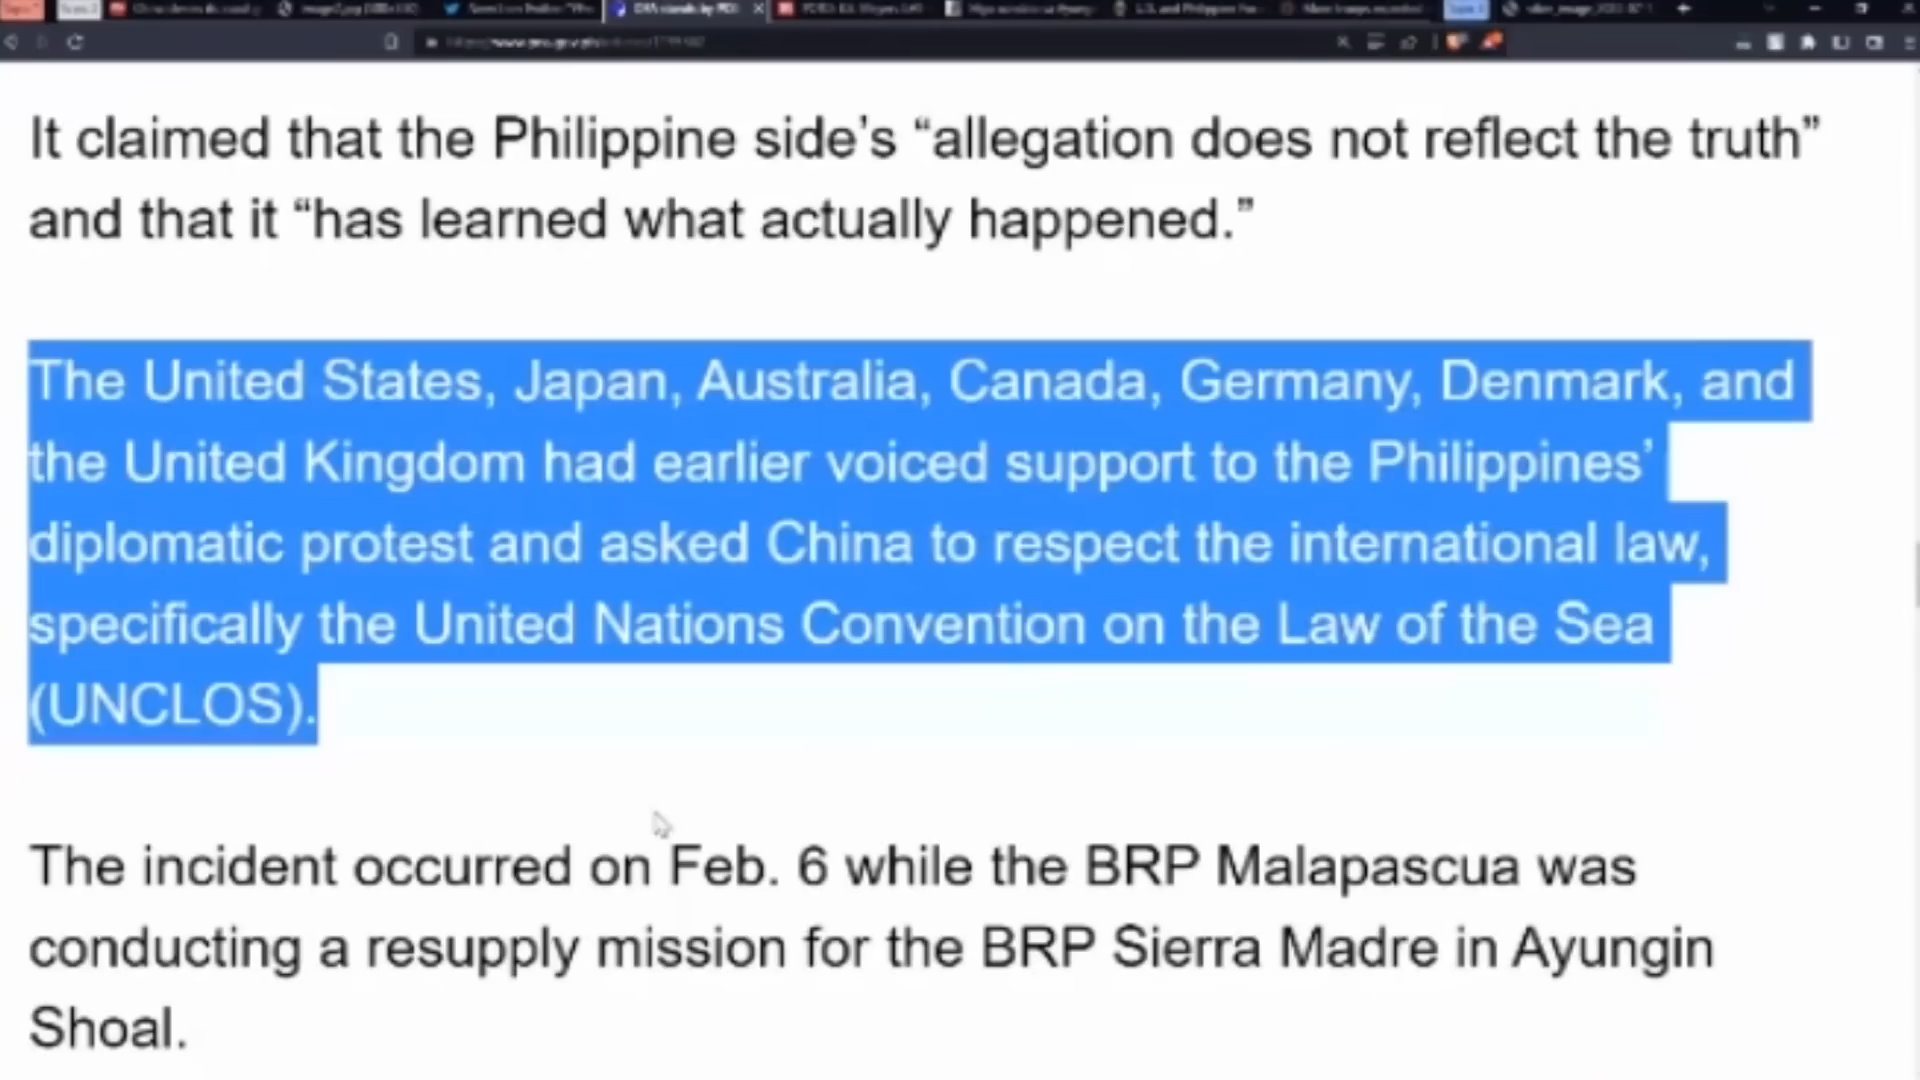 It claimed that the Philippine side’s “allegation does not reflect the truth”
and that it “has learned what actually happened.”
The United States, Japan, Australia, Canada, Germany, Denmark, and
the United Kingdom had earlier voiced support to the Philippines’
diplomatic protest and asked China to respect the international law,
specifically the United Nations Convention on the Law of the Sea
(UNCLOS).
The incident occurred on Feb. 6 while the BRP Malapascua was
conducting a resupply mission for the BRP Sierra Madre in Ayungin
Shoal.